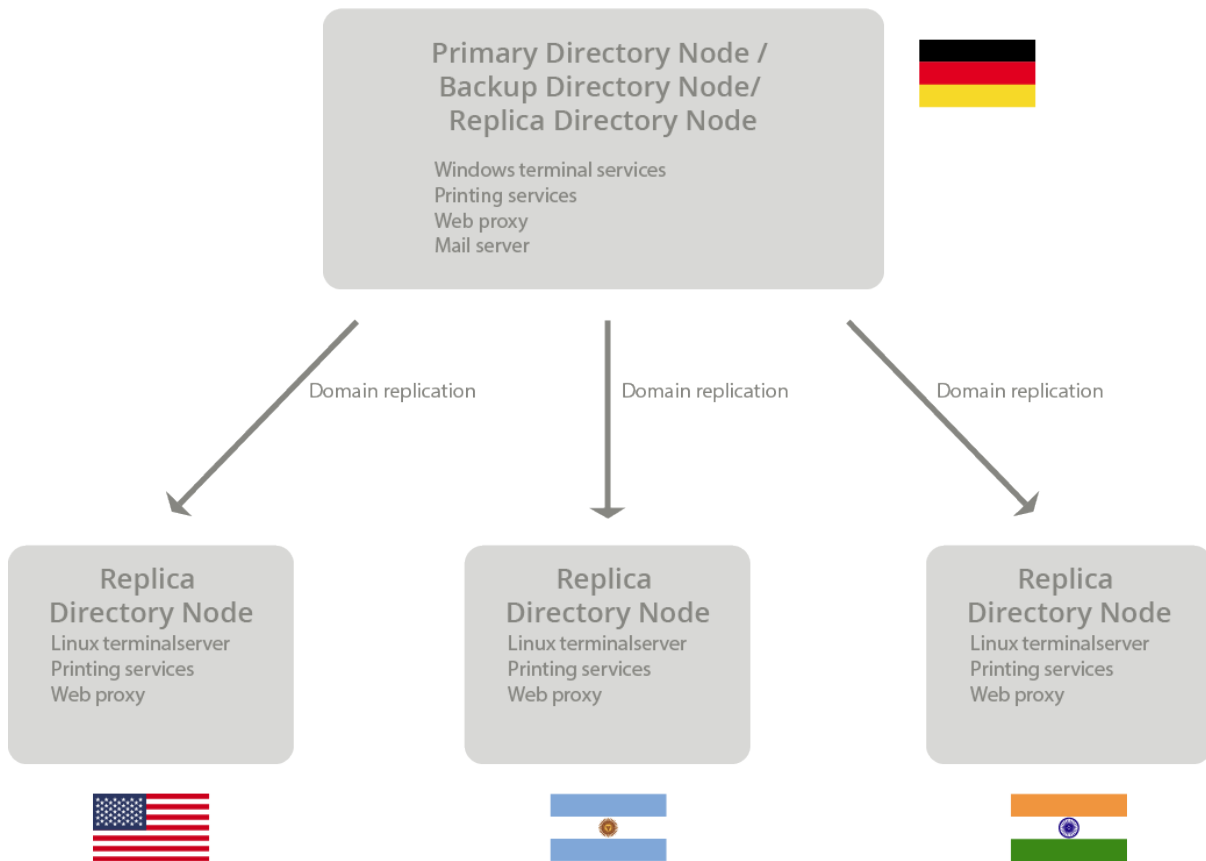 Primary Directory Node /
Backup Directory Node/
Replica Directory Node
Windows terminal services
Printing services
Web proxy
Mail server
Domain replication
Domain replication
Domain replication
Replica
Directory Node
Linux terminalserver
Printing services
Web proxy
Replica
Directory Node
Linux terminalserver
Printing services
Web proxy
Replica
Directory Node
Linux terminalserver
Printing services
Web proxy